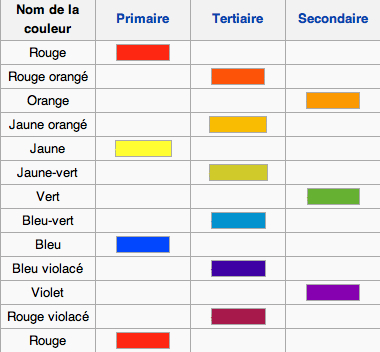 Nom de la
couleur
Primaire
Tertiaire
Secondaire
Rouge
Rouge orangé
Orange
Jaune orangé
Jaune
Jaune-vert
Vert
Bleu-vert
Bleu
Bleu violacé
Violet
Rouge violacé
Rouge